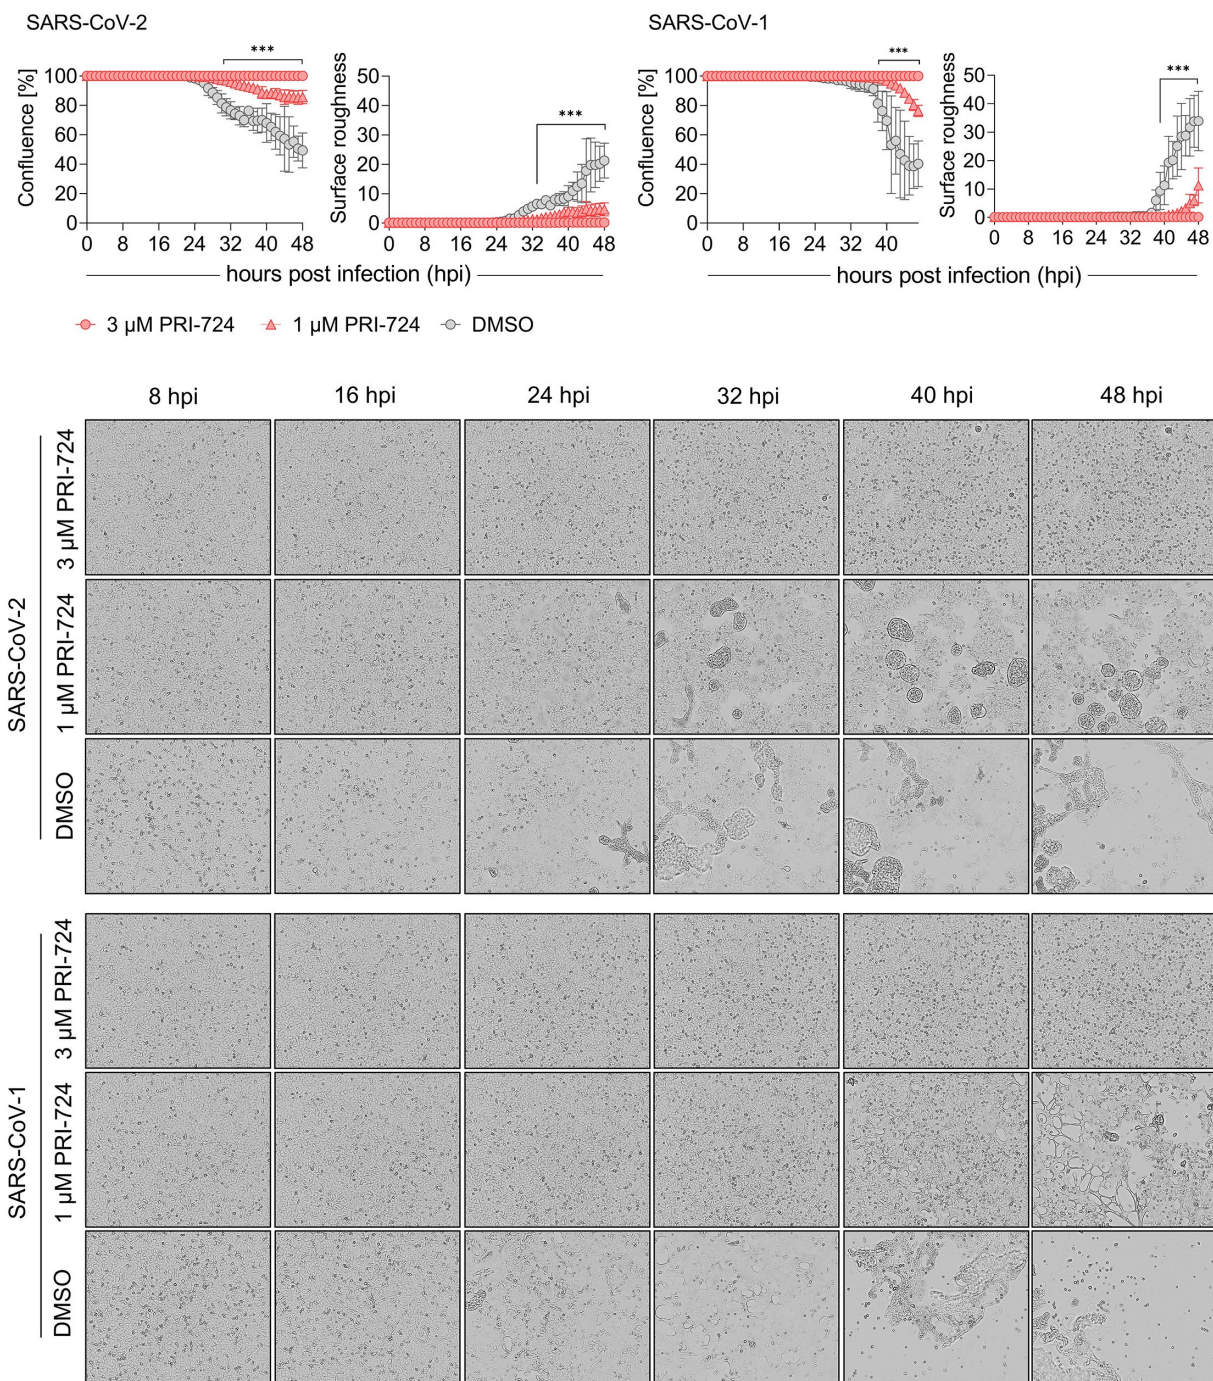 SARS-CoV-2
SARS-CoV-1
***
Confluence [%]
100
80
60
40
20
0
0 8 16 24 32 40 48
***
Surface roughness
50
40
30
20
10
0
0 8 16 24 32 40 48
hours post infection (hpi)
***
Confluence [%]
100
80
60
40
20
0
0 8 16 24 32 40
***
Surface roughness
50
40
30
20
10
0
0 8 16 24 32 40 48
hours post infection (hpi)
3 µM PRI-724 1 µM PRI-724 DMSO
8 hpi 16 hpi 24 hpi 32 hpi 40 hpi 48 hpi
SARS-CoV-2
3 µM PRI-724
1 µM PRI-724
DMSO
SARS-CoV-1
3 µM PRI-724
1 µM PRI-724
DMSO